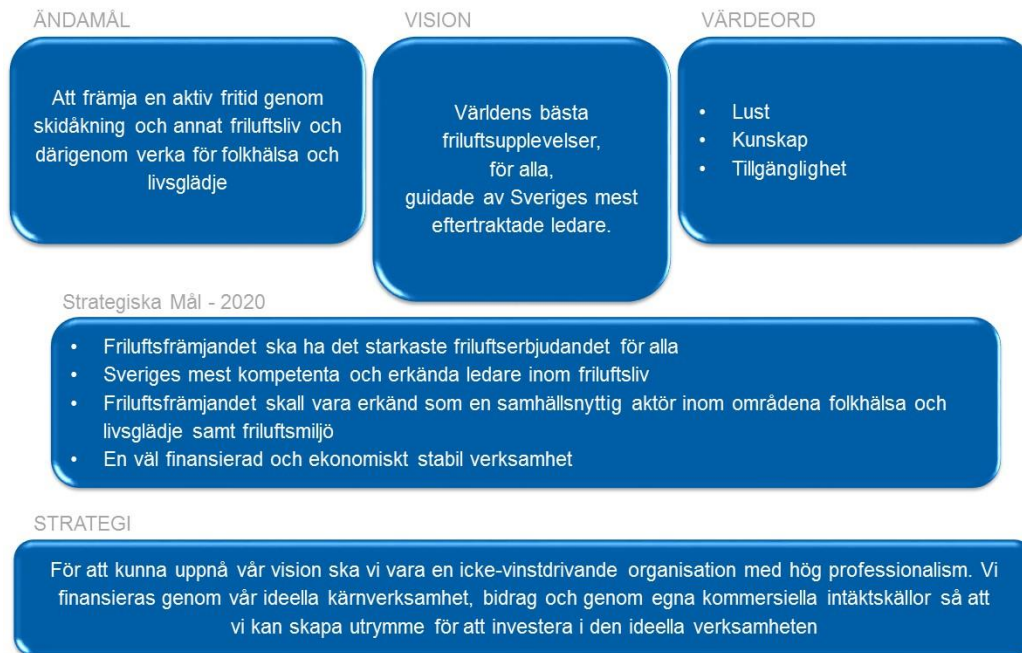 ÄNDAMÅL
Att främja en aktiv fritid genom
skidåkning och annat friluftsliv och
därigenom verka för folkhälsa och
livsglädje
VISION
Världens bästa
friluftsupplevelser,
för alla,
guidade av Sveriges mest
eftertraktade ledare.
VÄRDEORD
• Lust
• Kunskap
• Tillgänglighet
Strategiska Mål - 2020
• Friluftsfrämjandet ska ha det starkaste friluftserbjudandet för alla
• Sveriges mest kompetenta och erkända ledare inom friluftsliv
• Friluftsfrämjandet skall vara erkänd som en samhällsnyttig aktör inom områdena folkhälsa och
livsglädje samt friluftsmiljö
• En väl finansierad och ekonomiskt stabil verksamhet
STRATEGI
För att kunna uppnå vår vision ska vi vara en icke-vinstdrivande organisation med hög professionalism. Vi
finansieras genom vår ideella kärnverksamhet, bidrag och genom egna kommersiella intäktskällor så att
vi kan skapa utrymme för att investera i den ideella verksamheten